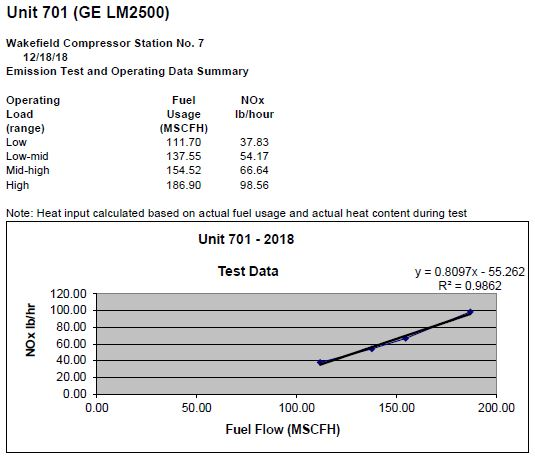 Unit 701 (GE LM2500)
Wakefield Compressor Station No. 7
12/18/18
Emission Test and Operating Data Summary
Operating Fuel NOx
Load Usage lb/hour
(range) (MSCFH)
Low 111.70 37.83
Low-mid 137.55 54.17
Mid-high 154.52 66.64
High 186.90 98.56
Note: Heat input calculated based on actual fuel usage and actual heat content during test
Unit 701 - 2018
Test Data
y = 0.8097x - 55.262
R² = 0.9862
NOx lb/hr
120.00
100.00
80.00
60.00
40.00
20.00
0.00
0.00 50.00 100.00 150.00 200.00
Fuel Flow (MSCFH)